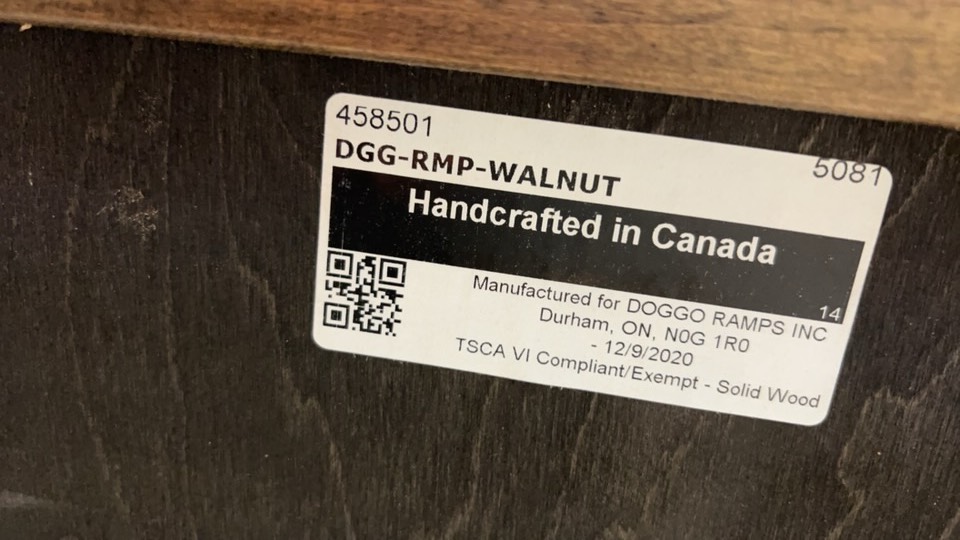 458501
5081
DGG-RMP-WALNUT
Handcrafted in Canada
14
Manufactured for DOGGO RAMPS INC
Durham, ON, N0G 1R0
- 12/9/2020
TSCA VI Compliant/Exempt - Solid Wood